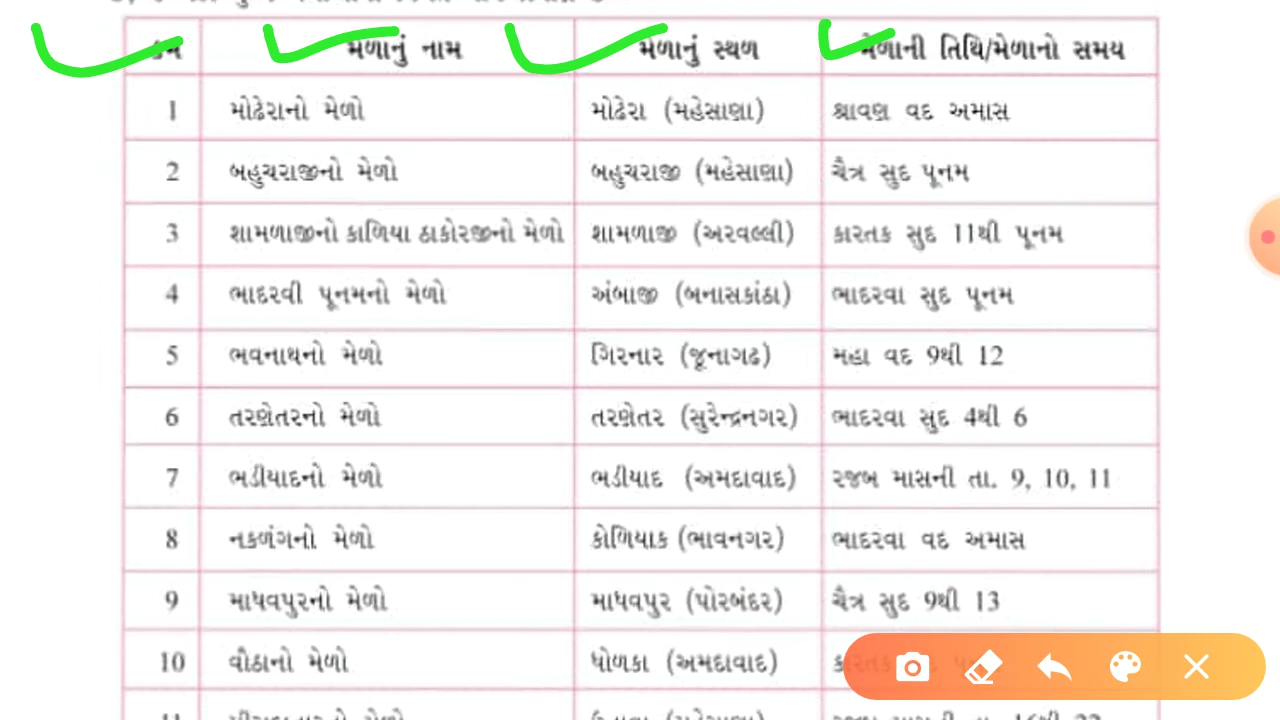 ક્રમ મેળાનું નામ મેળાનું સ્થળ મેળાની તિથિ/મેળાનો સમય
1 મોઢેરાનો મેળો મોઢેરા (મહેસાણા) શ્રાવણ વદ અમાસ
2 બહુચરાજીનો મેળો બહુચરાજી (મહેસાણા) ચૈત્ર સુદ પૂનમ
3 શામળાજીનો કાળિયા ઠાકોરજીનો મેળો શામળાજી (અરવલ્લી) કારતક સુદ 11થી પૂનમ
4 ભાદરવી પૂનમનો મેળો અંબાજી (બનાસકાંઠા) ભાદરવા સુદ પૂનમ
5 ભવનાથનો મેળો ગિરનાર (જૂનાગઢ) મહા વદ 9થી 12
6 તરણેતરનો મેળો તરણેતર (સુરેન્દ્રનગર) ભાદરવા સુદ 4થી 6
7 ભડીયાદનો મેળો ભડીયાદ (અમદાવાદ) રજબ માસની તા. 9, 10, 11
8 નકળંગનો મેળો કોળિયાક (ભાવનગર) ભાદરવા વદ અમાસ
9 માધવપુરનો મેળો માધવપુર (પોરબંદર) ચૈત્ર સુદ 9થી 13
10 વૌઠાનો મેળો ધોળકા (અમદાવાદ)